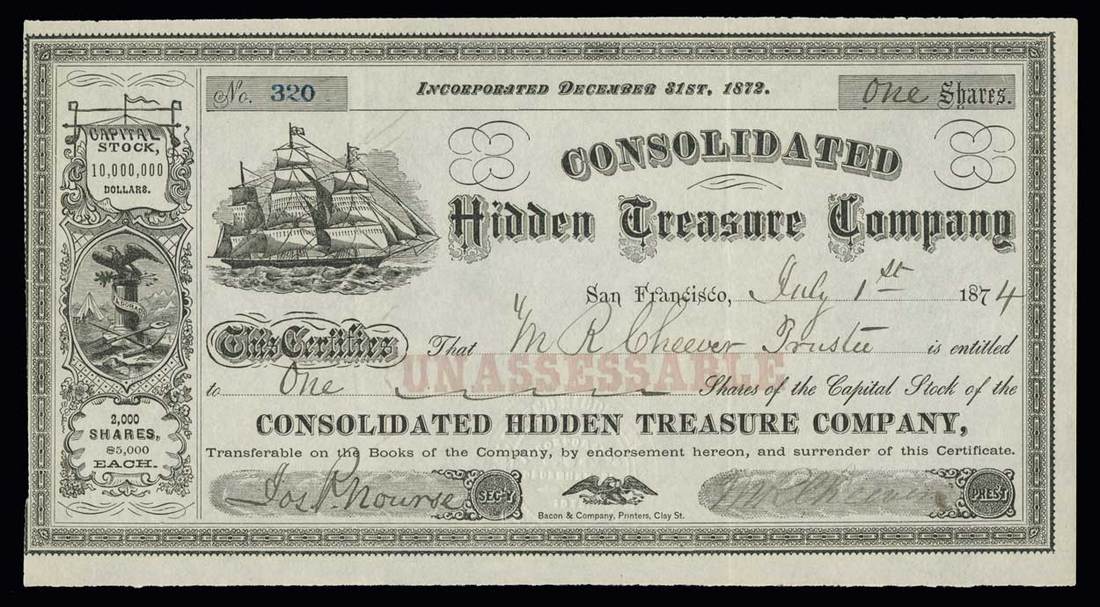 No. 320
INCORPORATED DECEMBER 31ST, 1872.
One Shares.
CAPITAL
STOCK,
10,000,000
DOLLARS.
CONSOLIDATED
Hidden Treasure Company
San Francisco, July 1st 1874
This Certifies That M R Cheever Trustee is entitled
UNASSESSABLE
to One Shares of the Capital Stock of the
CONSOLIDATED HIDDEN TREASURE COMPANY,
Transferable on the Books of the Company, by endorsement hereon, and surrender of this Certificate.
2,000
SHARES,
$5,000
EACH.
Jos. R. Nourse SEC-Y
Cheever PREST
Bacon & Company, Printers, Clay St.